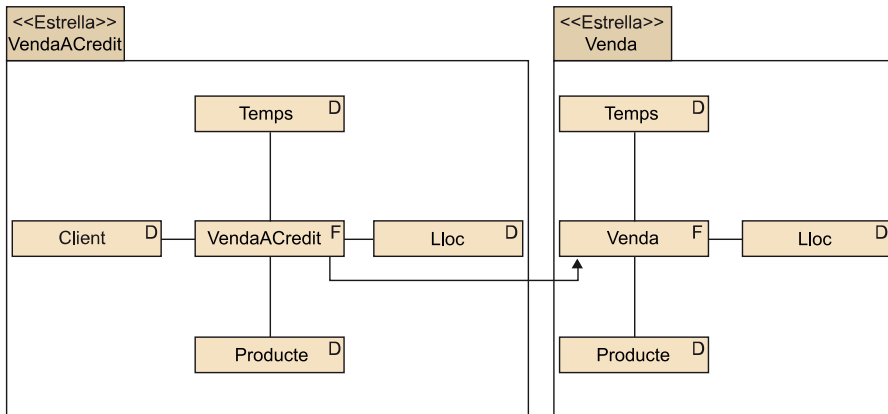 <<Estrella>>
VendaACredit
Temps D
Client D
VendaACredit F
Lloc D
Producte D
<<Estrella>>
Venda
Temps D
Venda F
Lloc D
Producte D